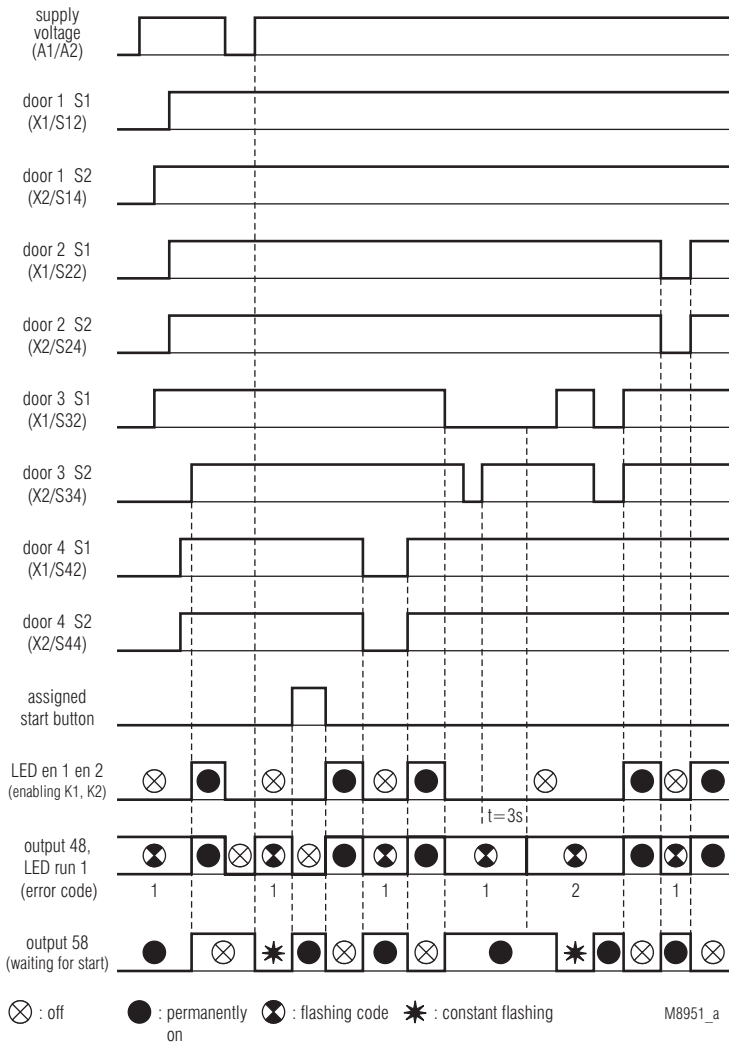 supply
voltage
(A1/A2)
door 1 S1
(X1/S12)
door 1 S2
(X2/S14)
door 2 S1
(X1/S22)
door 2 S2
(X2/S24)
door 3 S1
(X1/S32)
door 3 S2
(X2/S34)
door 4 S1
(X1/S42)
door 4 S2
(X2/S44)
assigned
start button
LED en 1 en 2
(enabling K1, K2)
t=3s
output 48,
LED run 1
(error code)
1 1 1 1 2 1
output 58
(waiting for start)
: off : permanently on : flashing code : constant flashing M8951_a